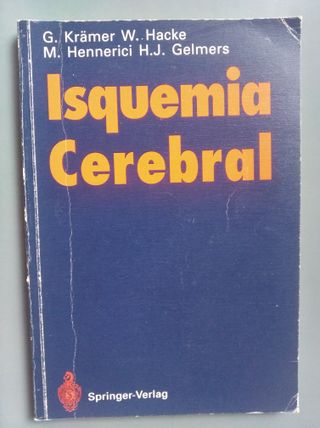 G. Krämer W. Hacke
M. Hennerici H.J. Gelmers
Isquemia
Cerebral
Springer-Verlag